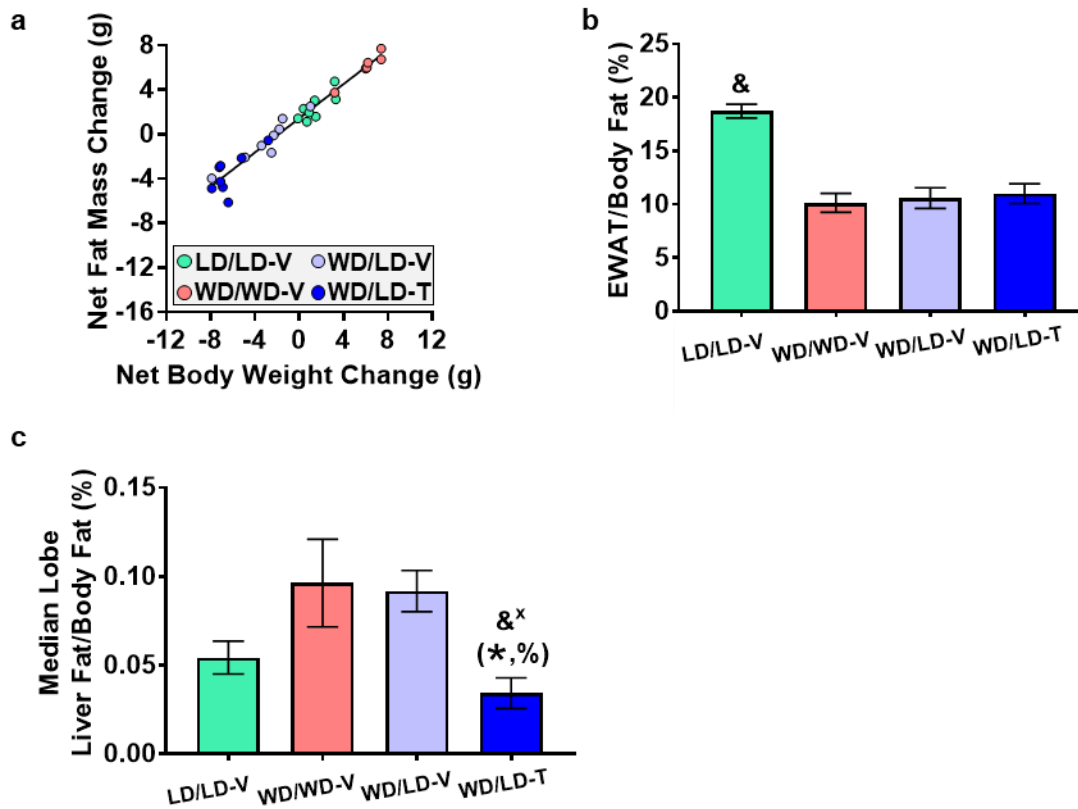 a
Net Fat Mass Change (g)
8
4
0
-4
-8
-12
-16
LD/LD-V
WD/LD-V
WD/WD-V
WD/LD-T
-12
-8
-4
0
4
8
12
Net Body Weight Change (g)
b
EWAT/Body Fat (%)
25
20
15
10
5
0
&
LD/LD-V
WD/WD-V
WD/LD-V
WD/LD-T
c
Median Lobe
Liver Fat/Body Fat (%)
0.15
0.10
0.05
0.00
&ˣ
(*,%)
LD/LD-V
WD/WD-V
WD/LD-V
WD/LD-T